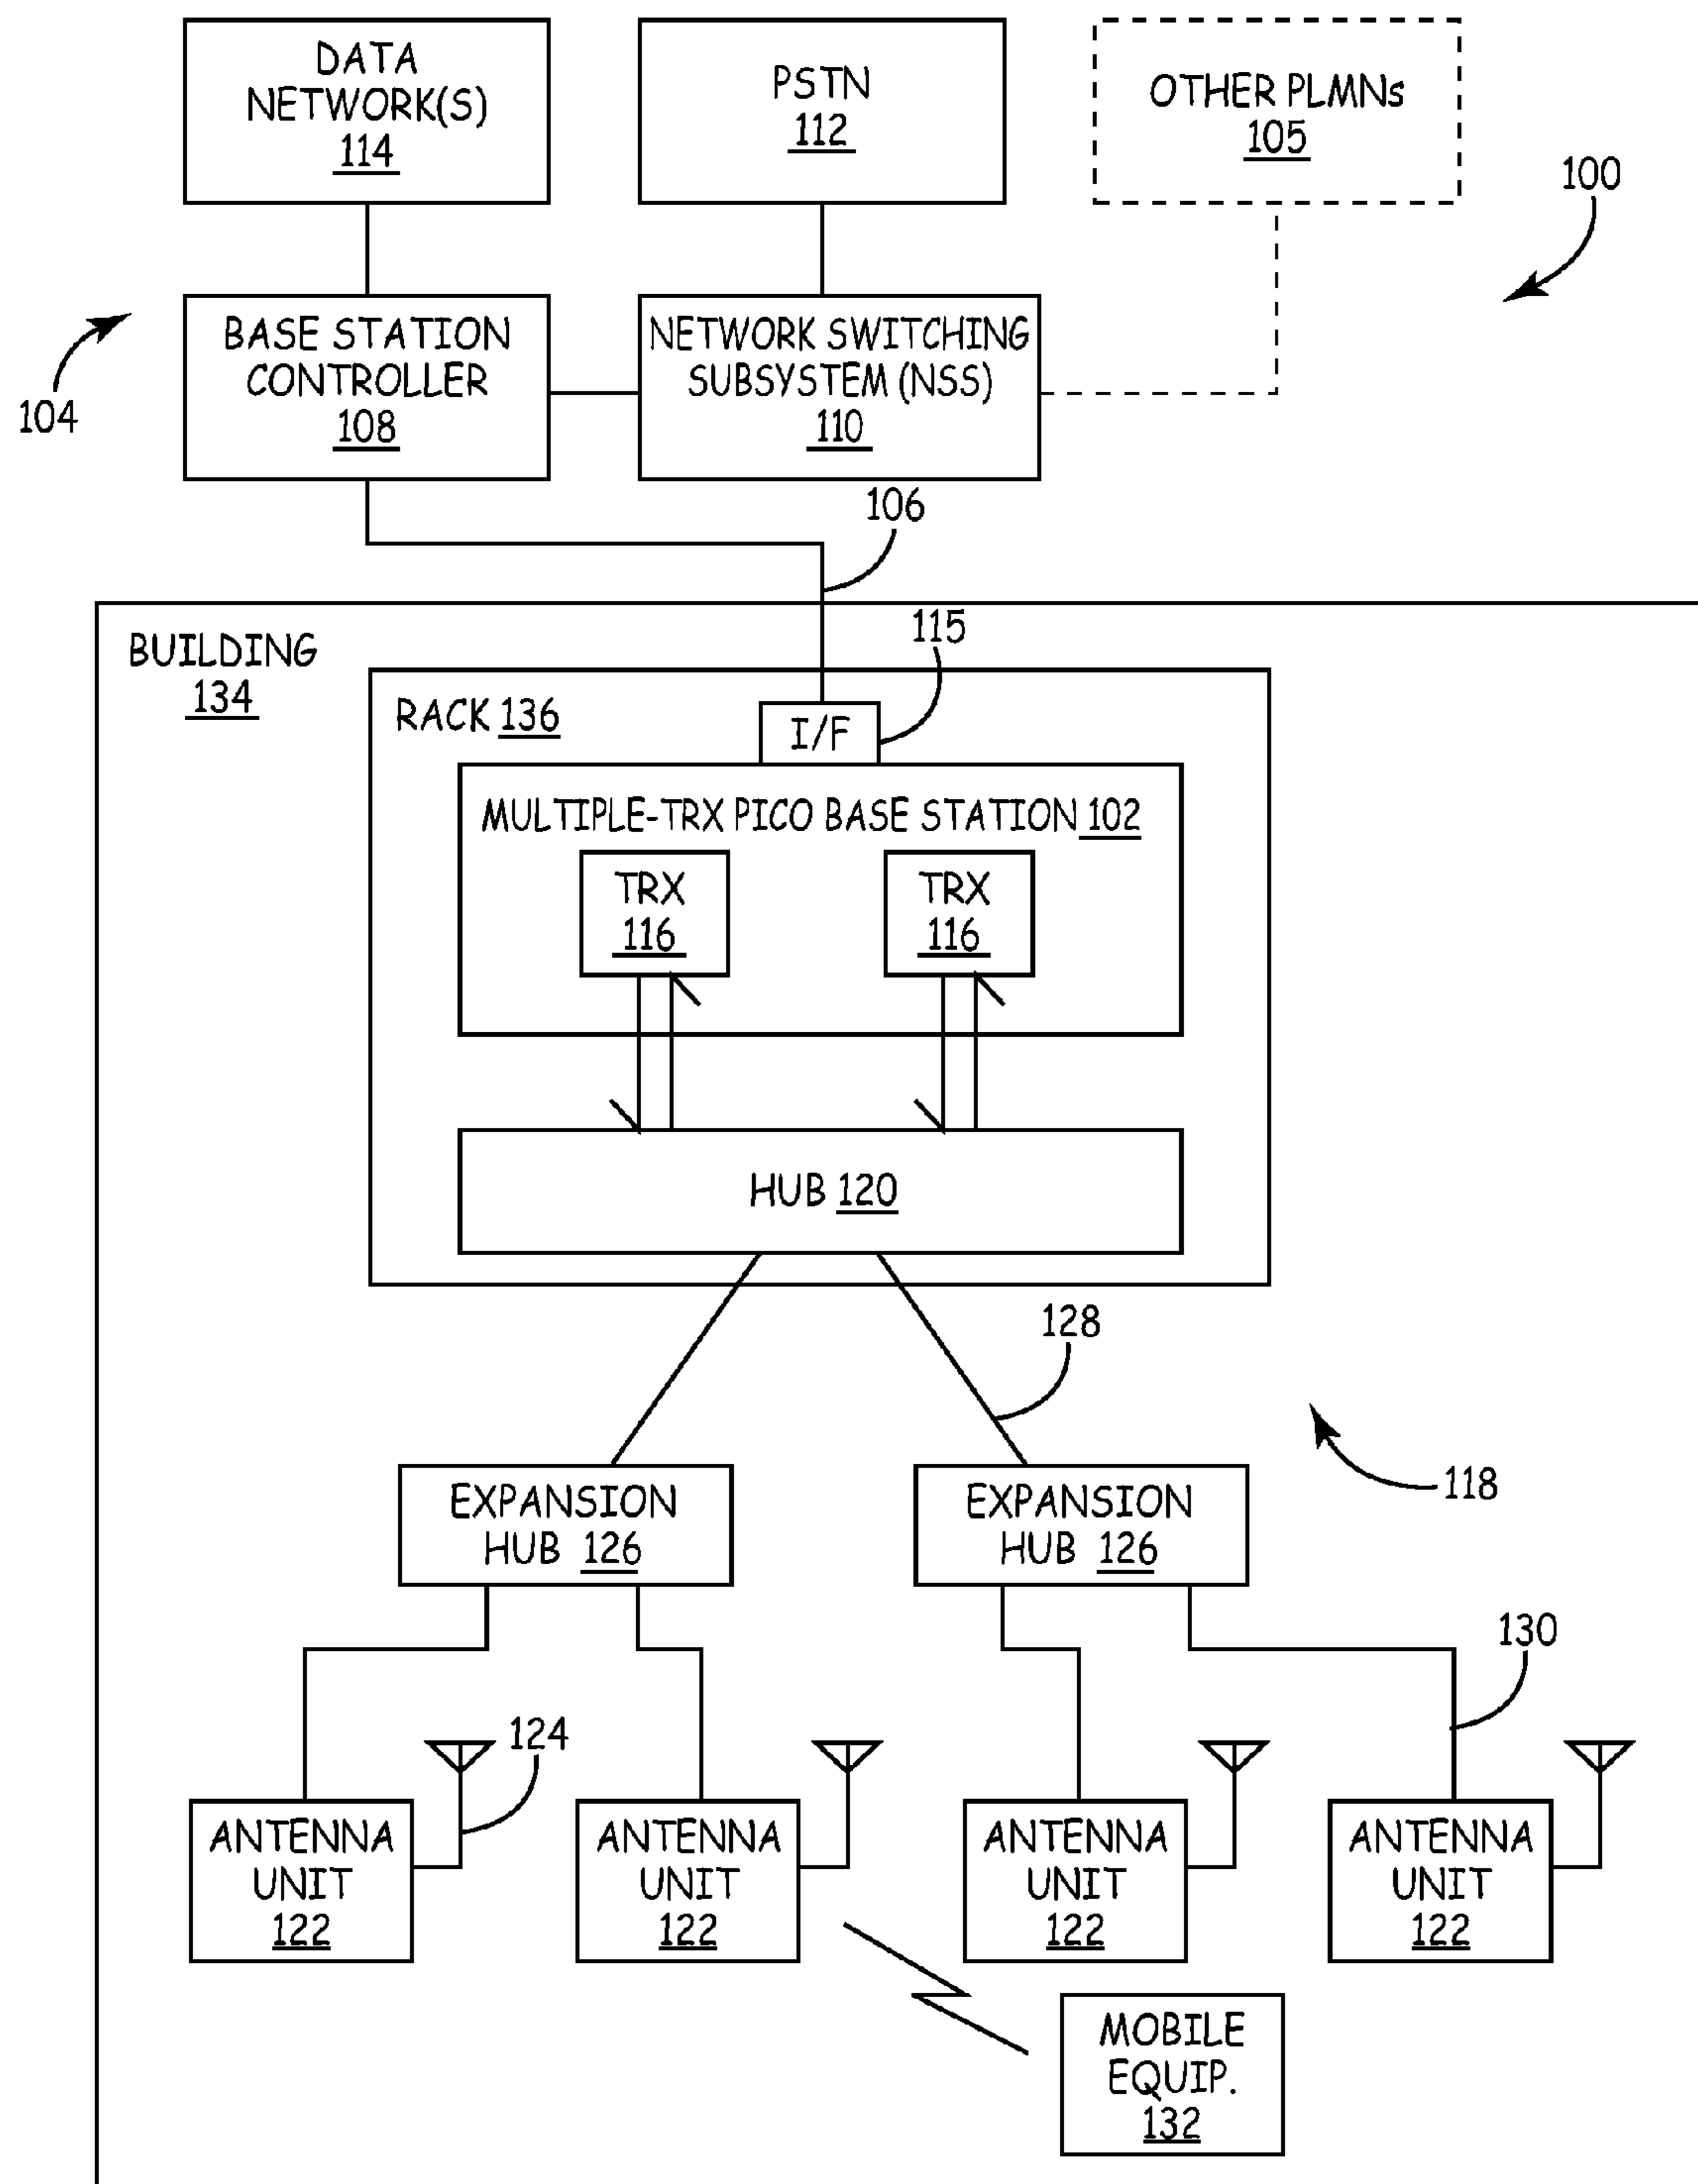 DATA
NETWORK(S)
114
PSTN
112
OTHER PLMNs
105
100
104
BASE STATION
CONTROLLER
108
NETWORK SWITCHING
SUBSYSTEM (NSS)
110
106
BUILDING
134
115
RACK 136
I/F
MULTIPLE-TRX PICO BASE STATION 102
TRX
116
TRX
116
HUB 120
128
118
EXPANSION
HUB 126
EXPANSION
HUB 126
130
124
ANTENNA
UNIT
122
ANTENNA
UNIT
122
ANTENNA
UNIT
122
ANTENNA
UNIT
122
MOBILE
EQUIP.
132